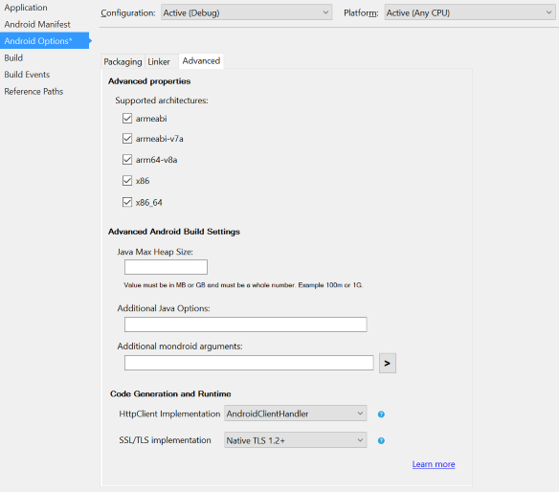 Application
Android Manifest
Android Options*
Build
Build Events
Reference Paths
Configuration: Active (Debug) Platform: Active (Any CPU)
Packaging Linker Advanced
Advanced properties
Supported architectures:
armeabi
armeabi-v7a
arm64-v8a
x86
x86_64
Advanced Android Build Settings
Java Max Heap Size:
Value must be in MB or GB and must be a whole number. Example 100m or 1G.
Additional Java Options:
Additional mondroid arguments:
>
Code Generation and Runtime
HttpClient Implementation AndroidClientHandler ?
SSL/TLS implementation Native TLS 1.2+ ?
Learn more